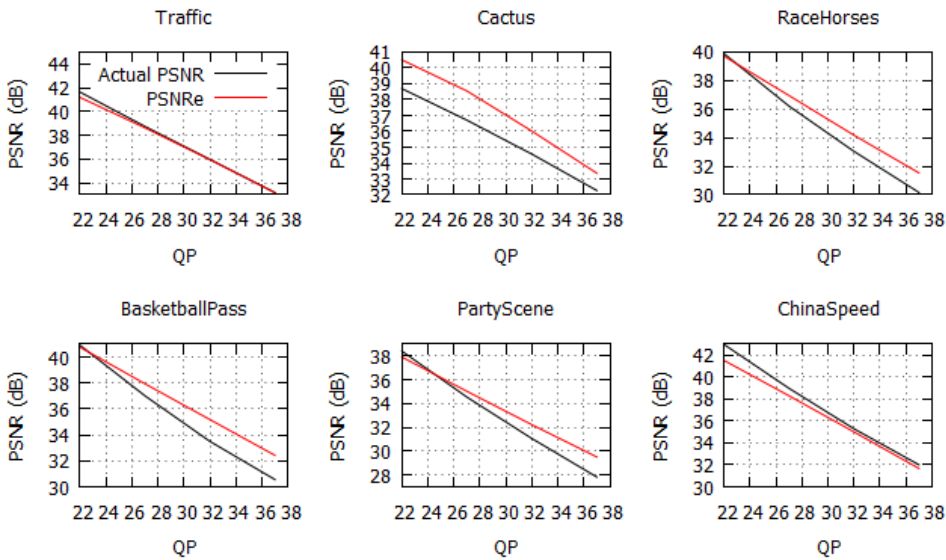 Traffic
Cactus
RaceHorses
PSNR (dB)
44
42
40
38
36
34
Actual PSNR
PSNRe
22 24 26 28 30 32 34 36 38
QP
PSNR (dB)
41
40
39
38
37
36
35
34
33
32
22 24 26 28 30 32 34 36 38
QP
PSNR (dB)
40
38
36
34
32
30
22 24 26 28 30 32 34 36 38
QP
BasketballPass
PartyScene
ChinaSpeed
PSNR (dB)
40
38
36
34
32
30
22 24 26 28 30 32 34 36 38
QP
PSNR (dB)
38
36
34
32
30
28
22 24 26 28 30 32 34 36 38
QP
PSNR (dB)
42
40
38
36
34
32
30
22 24 26 28 30 32 34 36 38
QP